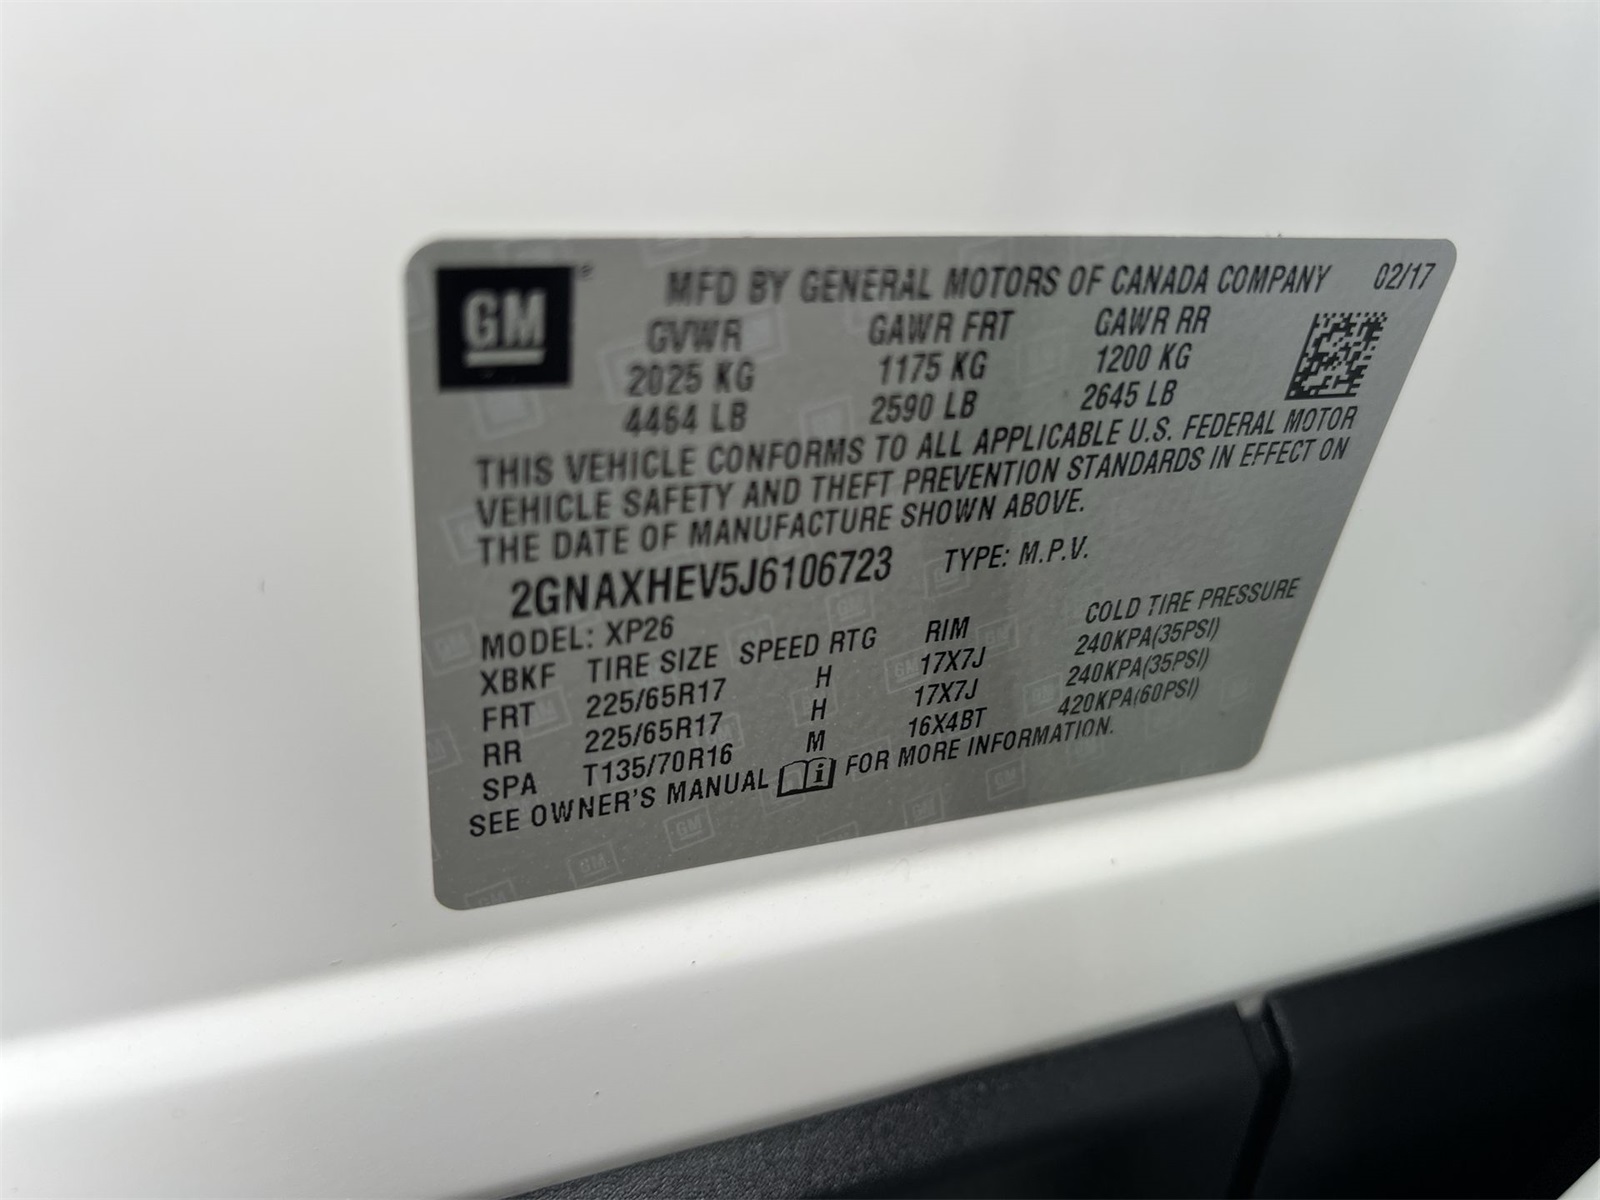 GM
MFD BY GENERAL MOTORS OF CANADA COMPANY 02/17
GVWR GAWR FRT GAWR RR
2025 KG 1175 KG 1200 KG
4464 LB 2590 LB 2645 LB
THIS VEHICLE CONFORMS TO ALL APPLICABLE U.S. FEDERAL MOTOR
VEHICLE SAFETY AND THEFT PREVENTION STANDARDS IN EFFECT ON
THE DATE OF MANUFACTURE SHOWN ABOVE.
2GNAXHEV5J6106723 TYPE: M.P.V.
MODEL: XP26
XBKF TIRE SIZE SPEED RTG RIM COLD TIRE PRESSURE
FRT 225/65R17 H 17X7J 240KPA(35PSI)
RR 225/65R17 H 17X7J 240KPA(35PSI)
SPA T135/70R16 M 16X4BT 420KPA(60PSI)
SEE OWNER'S MANUAL FOR MORE INFORMATION.